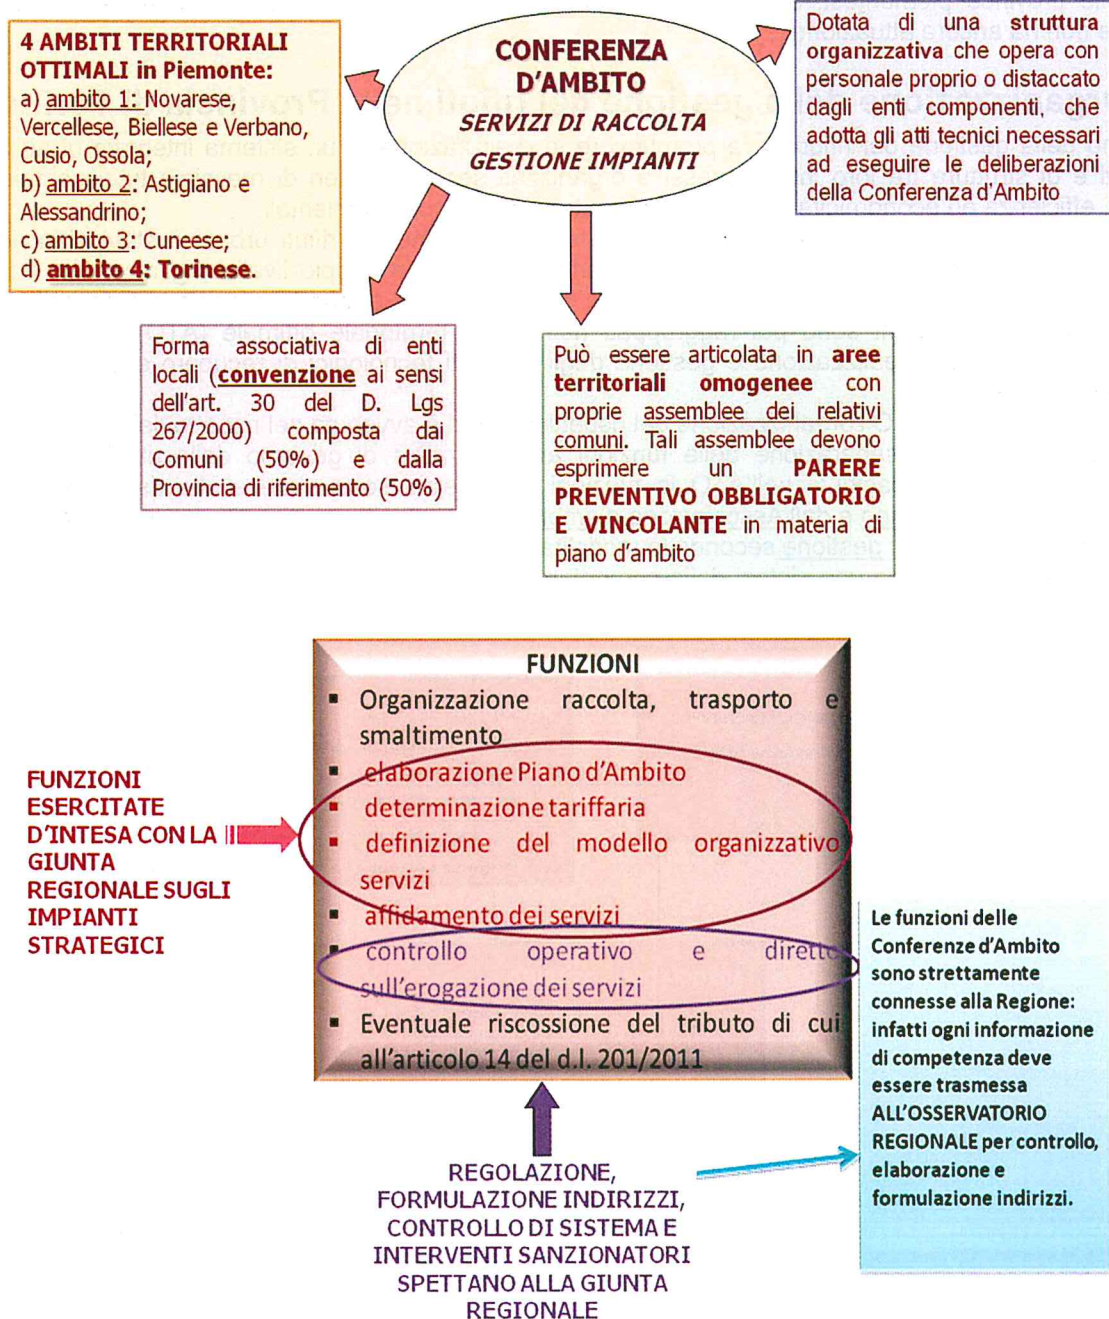 4 AMBITI TERRITORIALI
OTTIMALI in Piemonte:
a) ambito 1: Novarese,
Vercellese, Biellese e Verbano,
Cusio, Ossola;
b) ambito 2: Astigiano e
Alessandrino;
c) ambito 3: Cuneese;
d) ambito 4: Torinese.
CONFERENZA
D'AMBITO
SERVIZI DI RACCOLTA
GESTIONE IMPIANTI
Dotata di una struttura
organizzativa che opera con
personale proprio o distaccato
dagli enti componenti, che
adotta gli atti tecnici necessari
ad eseguire le deliberazioni
della Conferenza d'Ambito
Forma associativa di enti
locali (convenzione ai sensi
dell'art. 30 del D. Lgs
267/2000) composta dai
Comuni (50%) e dalla
Provincia di riferimento (50%)
Può essere articolata in aree
territoriali omogenee con
proprie assemblee dei relativi
comuni. Tali assemblee devono
esprimere un PARERE
PREVENTIVO OBBLIGATORIO
E VINCOLANTE in materia di
piano d'ambito
FUNZIONI
▪ Organizzazione raccolta, trasporto e
smaltimento
▪ elaborazione Piano d'Ambito
▪ determinazione tariffaria
▪ definizione del modello organizzativo
servizi
▪ affidamento dei servizi
▪ controllo operativo e diretto
sull'erogazione dei servizi
▪ Eventuale riscossione del tributo di cui
all'articolo 14 del d.l. 201/2011
FUNZIONI
ESERCITATE
D'INTESA CON LA
GIUNTA
REGIONALE SUGLI
IMPIANTI
STRATEGICI
Le funzioni delle
Conferenze d'Ambito
sono strettamente
connesse alla Regione:
infatti ogni informazione
di competenza deve
essere trasmessa
ALL'OSSERVATORIO
REGIONALE per controllo,
elaborazione e
formulazione indirizzi.
REGOLAZIONE,
FORMULAZIONE INDIRIZZI,
CONTROLLO DI SISTEMA E
INTERVENTI SANZIONATORI
SPETTANO ALLA GIUNTA
REGIONALE